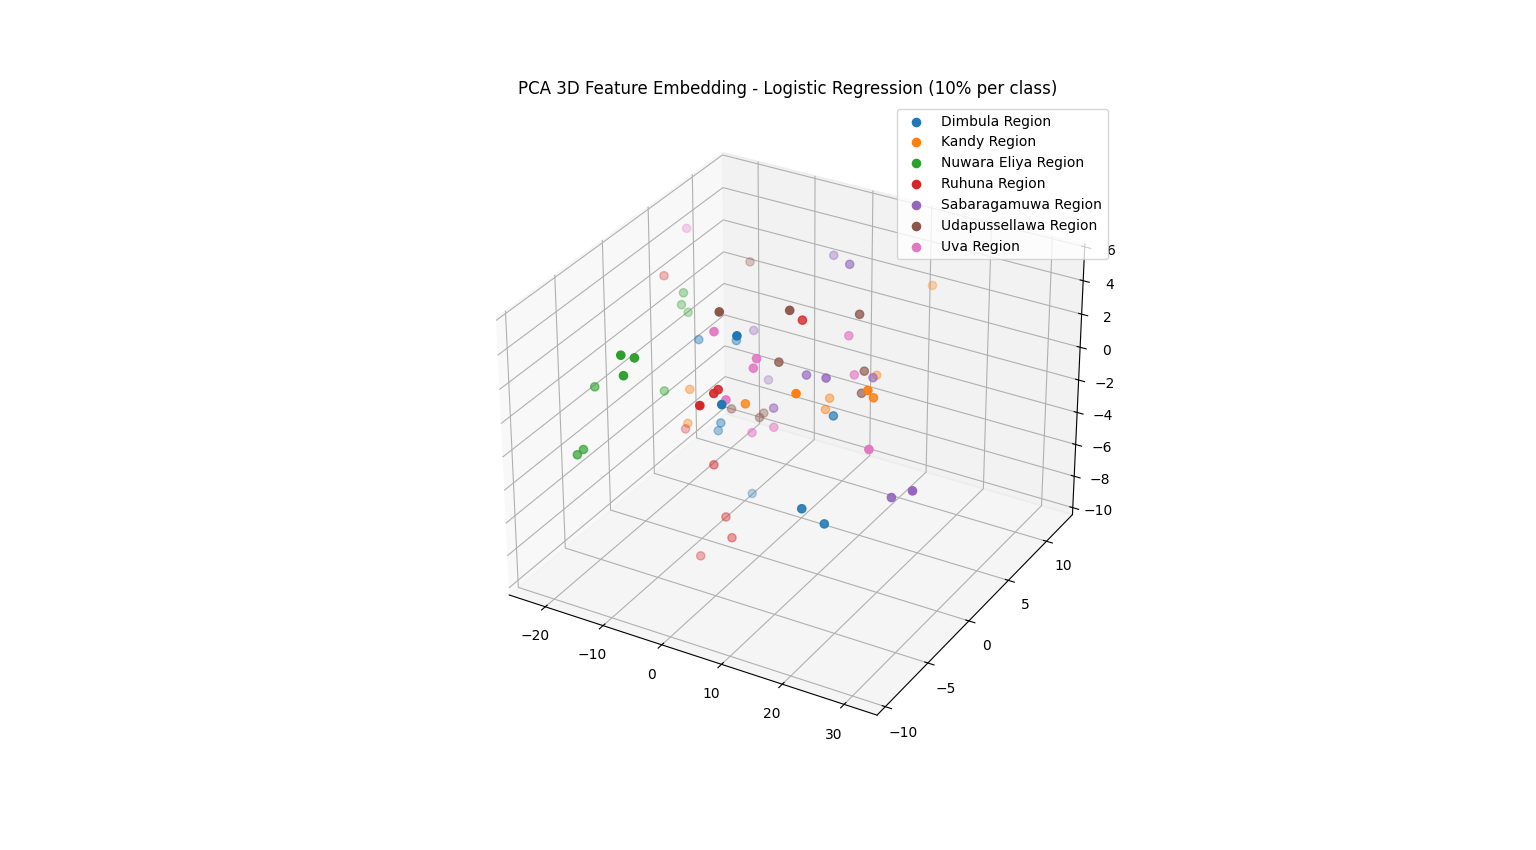 PCA 3D Feature Embedding - Logistic Regression (10% per class)
Dimbula Region
Kandy Region
Nuwara Eliya Region
Ruhuna Region
Sabaragamuwa Region
Udapussellawa Region
Uva Region
6
4
2
0
−2
−4
−6
−8
−10
10
5
0
−5
−10
−20
−10
0
10
20
30